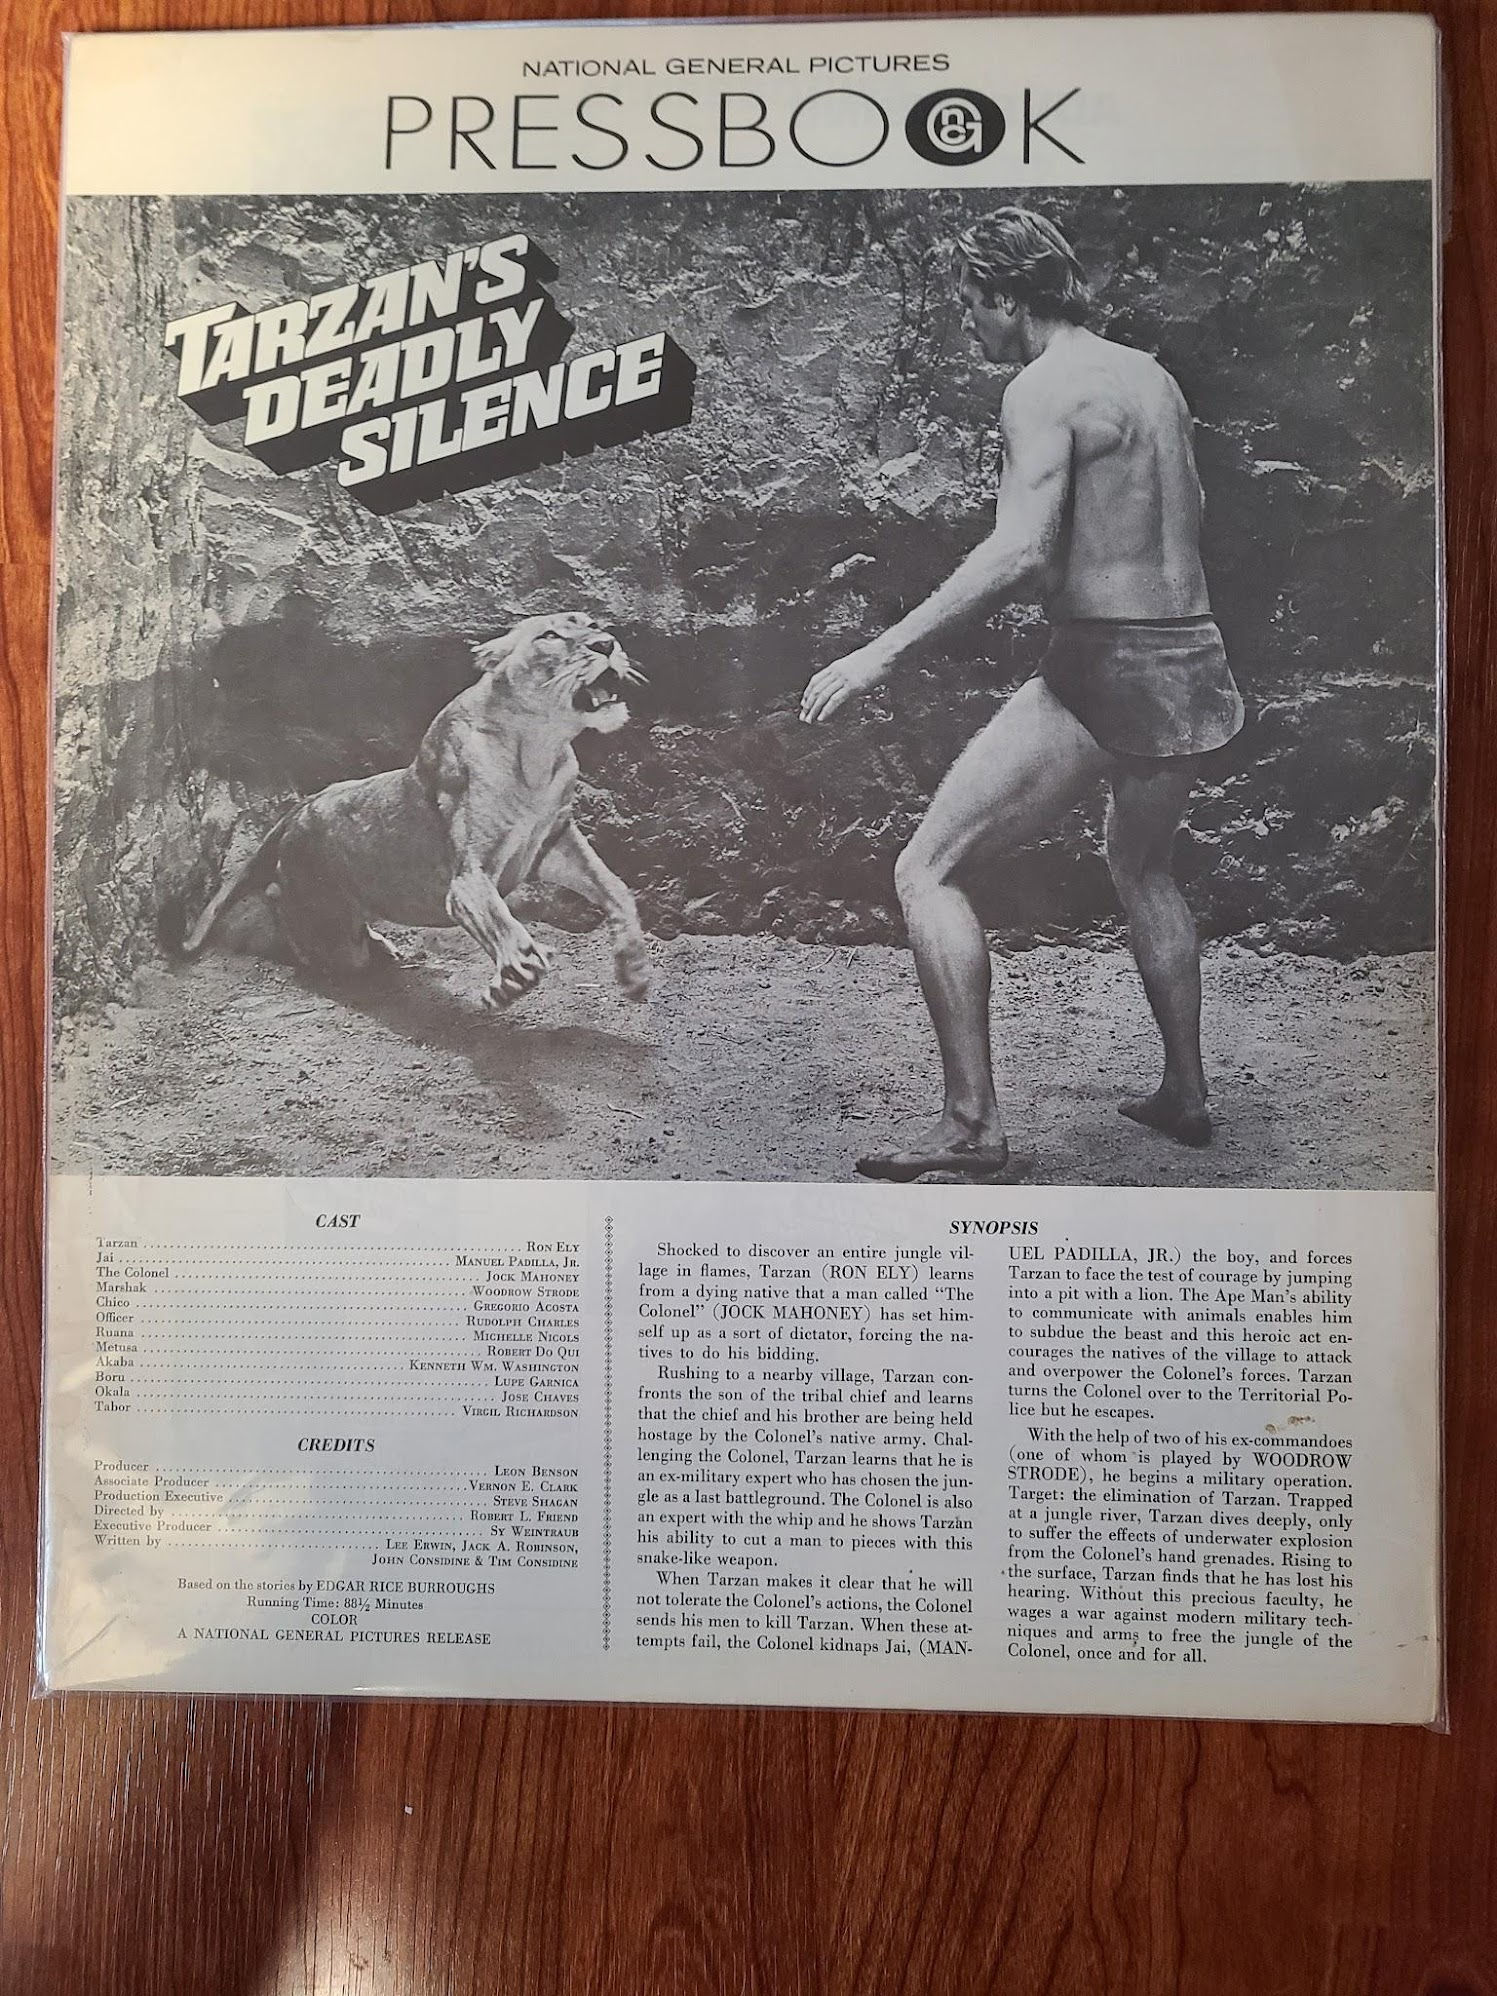 NATIONAL GENERAL PICTURES
PRESSBOOK
TARZAN'S
DEADLY
SILENCE
CAST
Tarzan ........ RON ELY
Jai ........ MANUEL PADILLA, JR.
The Colonel ........ JOCK MAHONEY
Marshak ........ WOODROW STRODE
Chico ........ GREGORIO ACOSTA
Officer ........ RUDOLPH CHARLES
Ruana ........ MICHELLE NICOLS
Metusa ........ ROBERT DO QUI
Akaba ........ KENNETH WM. WASHINGTON
Boru ........ LUPE GARNICA
Okala ........ JOSE CHAVES
Tabor ........ VIRGIL RICHARDSON
CREDITS
Producer ........ LEON BENSON
Associate Producer ........ VERNON E. CLARK
Production Executive ........ STEVE SHAGAN
Directed by ........ ROBERT L. FRIEND
Executive Producer ........ SY WEINTRAUB
Written by ........ LEE ERWIN, JACK A. ROBINSON,
JOHN CONSIDINE & TIM CONSIDINE
Based on the stories by EDGAR RICE BURROUGHS
Running Time: 88½ Minutes
COLOR
A NATIONAL GENERAL PICTURES RELEASE
SYNOPSIS
Shocked to discover an entire jungle vil-
lage in flames, Tarzan (RON ELY) learns
from a dying native that a man called "The
Colonel" (JOCK MAHONEY) has set him-
self up as a sort of dictator, forcing the na-
tives to do his bidding.
Rushing to a nearby village, Tarzan con-
fronts the son of the tribal chief and learns
that the chief and his brother are being held
hostage by the Colonel's native army. Chal-
lenging the Colonel, Tarzan learns that he is
an ex-military expert who has chosen the jun-
gle as a last battleground. The Colonel is also
an expert with the whip and he shows Tarzan
his ability to cut a man to pieces with this
snake-like weapon.
When Tarzan makes it clear that he will
not tolerate the Colonel's actions, the Colonel
sends his men to kill Tarzan. When these at-
tempts fail, the Colonel kidnaps Jai, (MAN-
UEL PADILLA, JR.) the boy, and forces
Tarzan to face the test of courage by jumping
into a pit with a lion. The Ape Man's ability
to communicate with animals enables him
to subdue the beast and this heroic act en-
courages the natives of the village to attack
and overpower the Colonel's forces. Tarzan
turns the Colonel over to the Territorial Po-
lice but he escapes.
With the help of two of his ex-commandoes
(one of whom is played by WOODROW
STRODE), he begins a military operation.
Target: the elimination of Tarzan. Trapped
at a jungle river, Tarzan dives deeply, only
to suffer the effects of underwater explosion
from the Colonel's hand grenades. Rising to
the surface, Tarzan finds that he has lost his
hearing. Without this precious faculty, he
wages a war against modern military tech-
niques and arms to free the jungle of the
Colonel, once and for all.